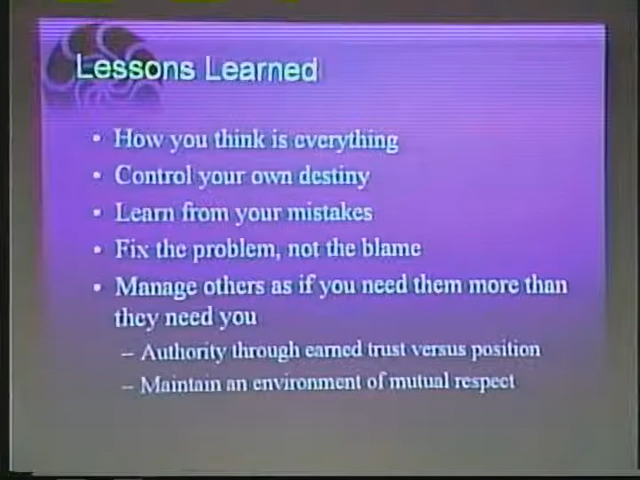 Lessons Learned
• How you think is everything
• Control your own destiny
• Learn from your mistakes
• Fix the problem, not the blame
• Manage others as if you need them more than
they need you
– Authority through earned trust versus position
– Maintain an environment of mutual respect